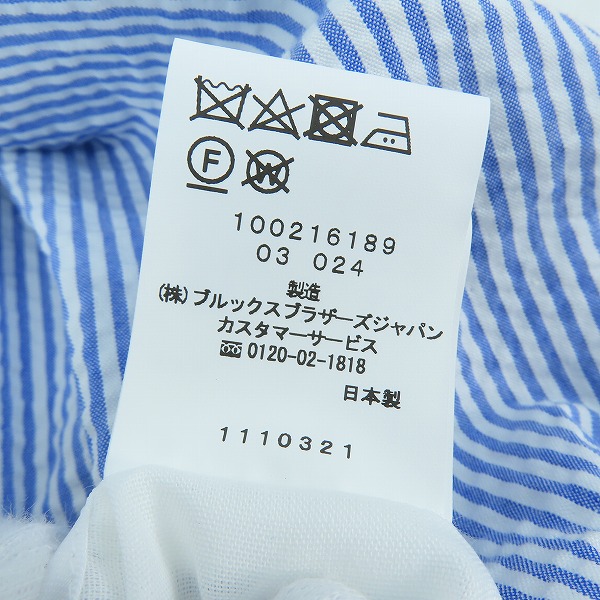 F W
100216189
03 024
製造
(株)ブルックスブラザーズジャパン
カスタマーサービス
0120-02-1818
日本製
1110321